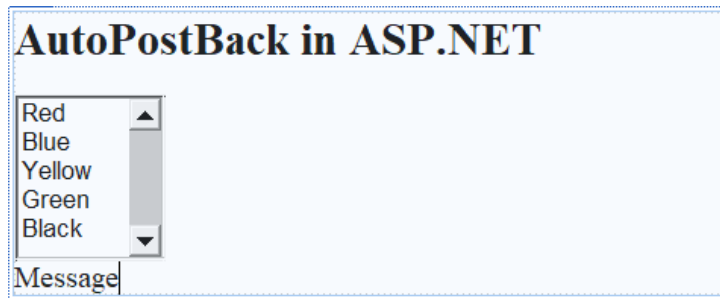 AutoPostBack in ASP.NET
Red
Blue
Yellow
Green
Black
Message